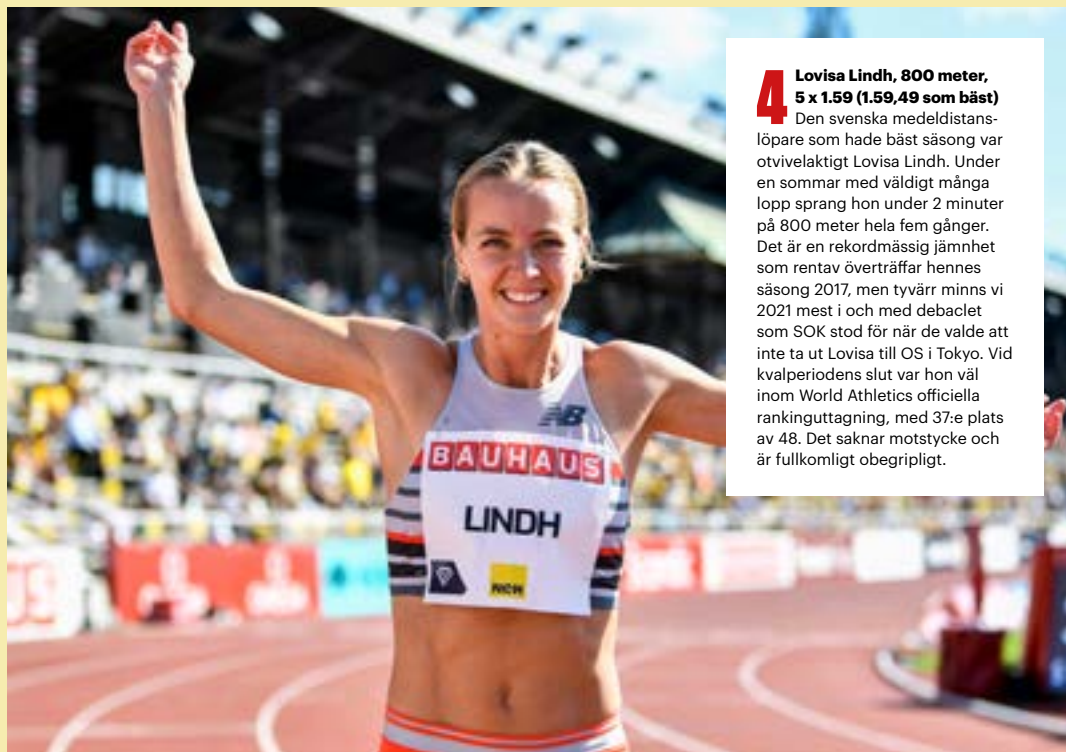 4
Lovisa Lindh, 800 meter,
5 x 1.59 (1.59,49 som bäst)
Den svenska medeldistans-
löpare som hade bäst säsong var
otvivelaktigt Lovisa Lindh. Under
en sommar med väldigt många
lopp sprang hon under 2 minuter
på 800 meter hela fem gånger.
Det är en rekordmässig jämnhet
som rentav överträffar hennes
säsong 2017, men tyvärr minns vi
2021 mest i och med debaclet
som SOK stod för när de valde att
inte ta ut Lovisa till OS i Tokyo. Vid
kvalperiodens slut var hon väl
inom World Athletics officiella
rankinguttagning, med 37:e plats
av 48. Det saknar motstycke och
är fullkomligt obegripligt.
NB
BAUHAUS
LINDH
NCH
US